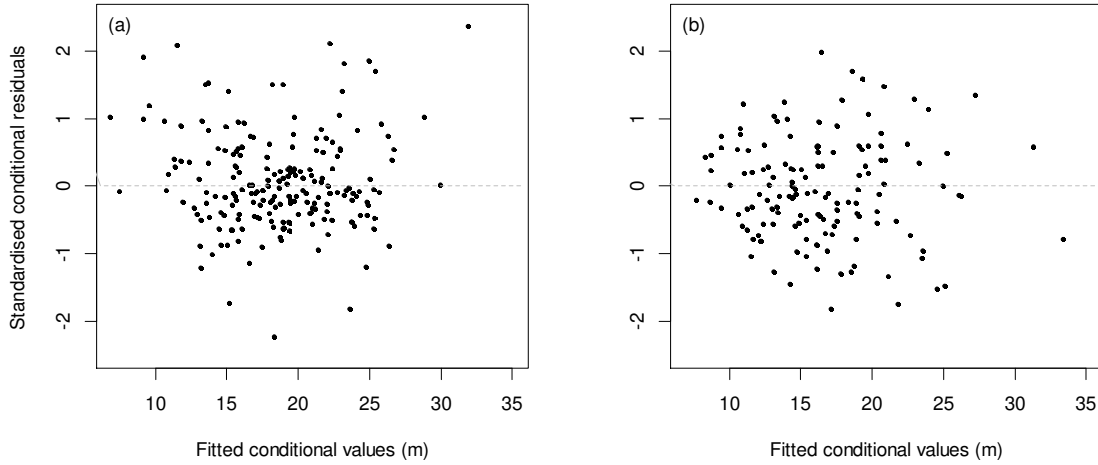 (a)
(b)
Standardised conditional residuals
2
1
0
-1
-2
2
1
0
-1
-2
10 15 20 25 30 35
10 15 20 25 30 35
Fitted conditional values (m)
Fitted conditional values (m)